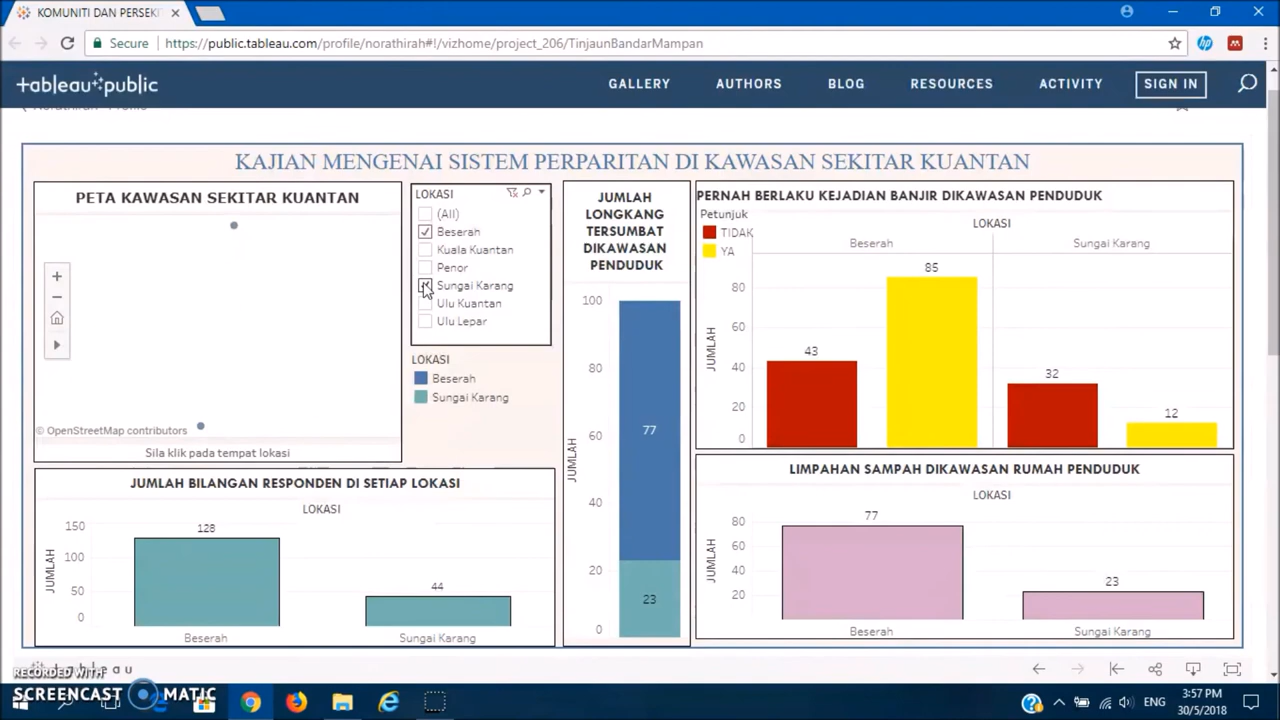 KOMUNITI DAN PERSEKI
Secure
https://public.tableau.com/profile/norathirah#!/vizhome/project_206/TinjaunBandarMampan
tableau public
GALLERY AUTHORS BLOG RESOURCES ACTIVITY SIGN IN
KAJIAN MENGENAI SISTEM PERPARITAN DI KAWASAN SEKITAR KUANTAN
PETA KAWASAN SEKITAR KUANTAN
© OpenStreetMap contributors
Sila klik pada tempat lokasi
LOKASI
(All)
Beserah
Kuala Kuantan
Penor
Sungai Karang
Ulu Kuantan
Ulu Lepar
LOKASI
Beserah
Sungai Karang
JUMLAH
LONGKANG
TERSUMBAT
DIKAWASAN
PENDUDUK
JUMLAH
100
80
60
40
20
0
77
23
PERNAH BERLAKU KEJADIAN BANJIR DIKAWASAN PENDUDUK
Petunjuk
TIDAK
YA
LOKASI
Beserah Sungai Karang
JUMLAH
80
60
40
20
0
43 85 32 12
JUMLAH BILANGAN RESPONDEN DI SETIAP LOKASI
LOKASI
JUMLAH
150
100
50
0
128 44
Beserah Sungai Karang
LIMPAHAN SAMPAH DIKAWASAN RUMAH PENDUDUK
LOKASI
JUMLAH
80
60
40
20
77 23
Beserah Sungai Karang
RECORDED WITH
SCREENCAST MATIC
ENG
3:57 PM
30/5/2018